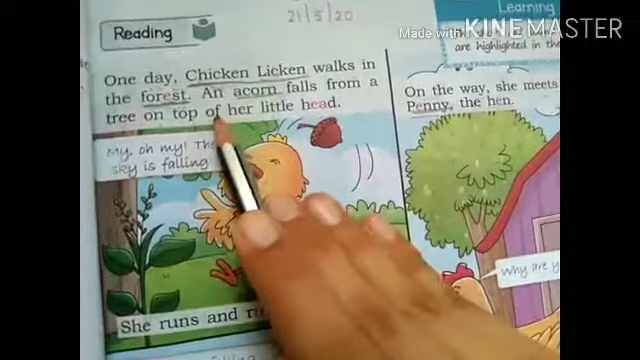 21/5/20
Learning
Made with KINEMASTER
Reading
are highlighted in the
One day, Chicken Licken walks in
the forest. An acorn falls from a
tree on top of her little head.
On the way, she meets
Penny, the hen.
My, oh my! The
sky is falling
Why are y
She runs and